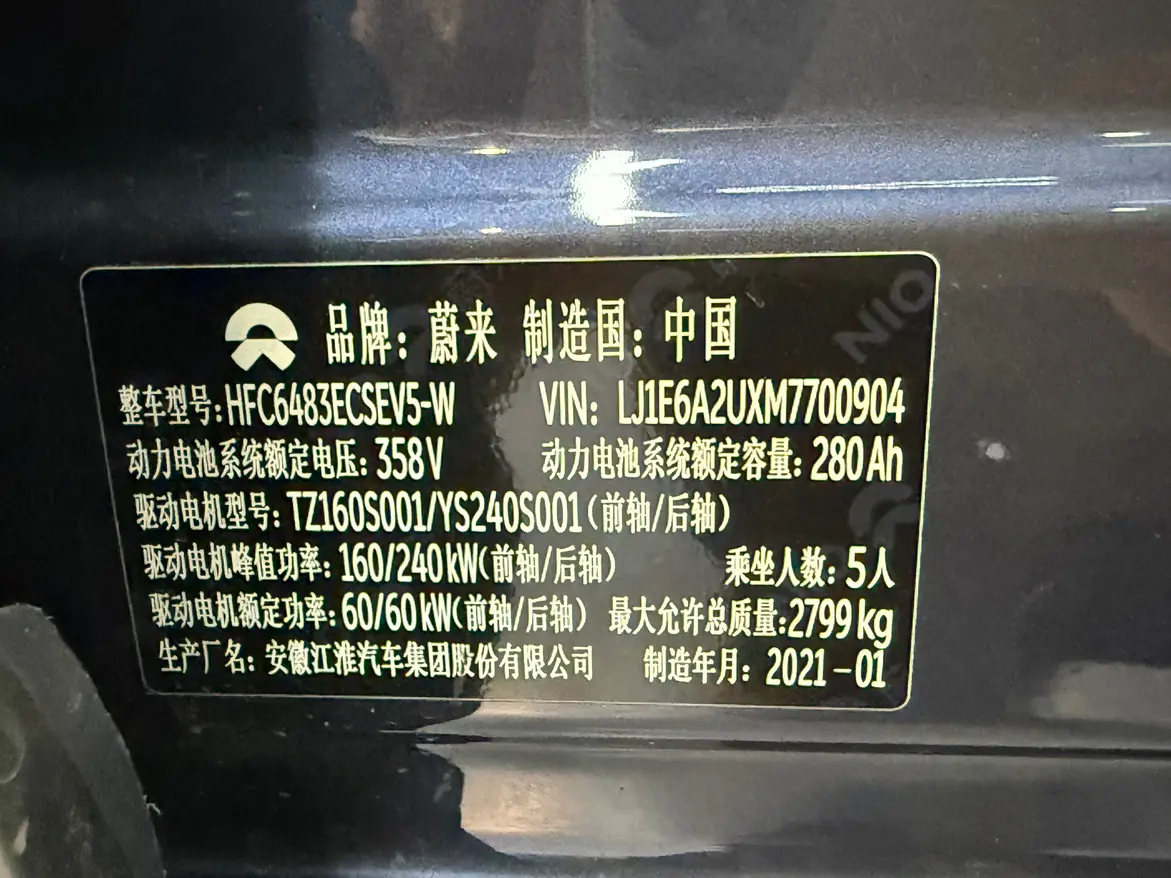 品牌：蔚来 制造国：中国
整车型号：HFC6483ECSEV5-W VIN：LJ1E6A2UXM7700904
动力电池系统额定电压：358V 动力电池系统额定容量：280Ah
驱动电机型号：TZ160S001/YS240S001（前轴/后轴）
驱动电机峰值功率：160/240kW（前轴/后轴） 乘坐人数：5人
驱动电机额定功率：60/60kW（前轴/后轴） 最大允许总质量：2799kg
生产厂名：安徽江淮汽车集团股份有限公司 制造年月：2021-01
NIO